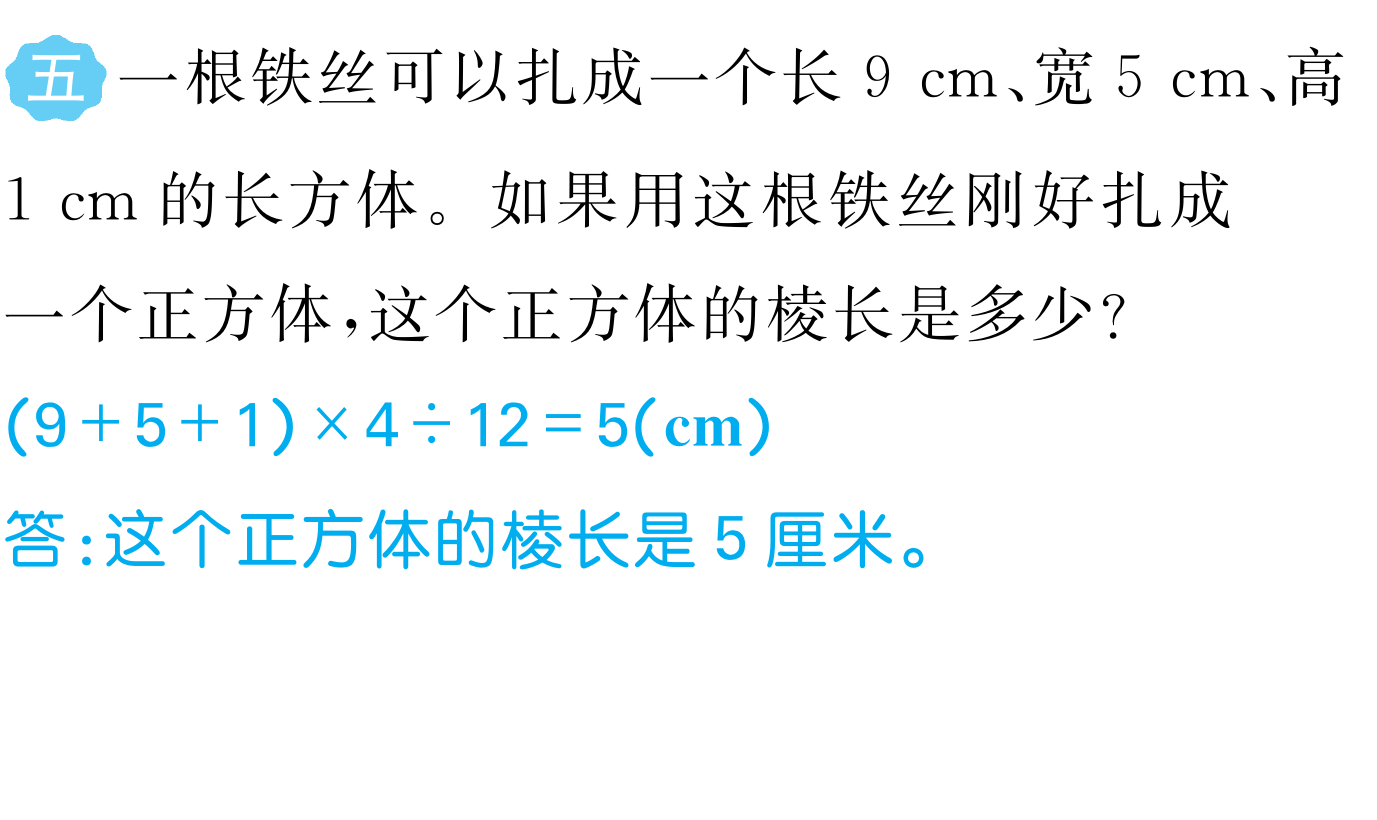 五 一根铁丝可以扎成一个长 9 cm、宽 5 cm、高
1 cm 的长方体。如果用这根铁丝刚好扎成
一个正方体,这个正方体的棱长是多少?
(9+5+1)×4÷12=5(cm)
答:这个正方体的棱长是 5 厘米。